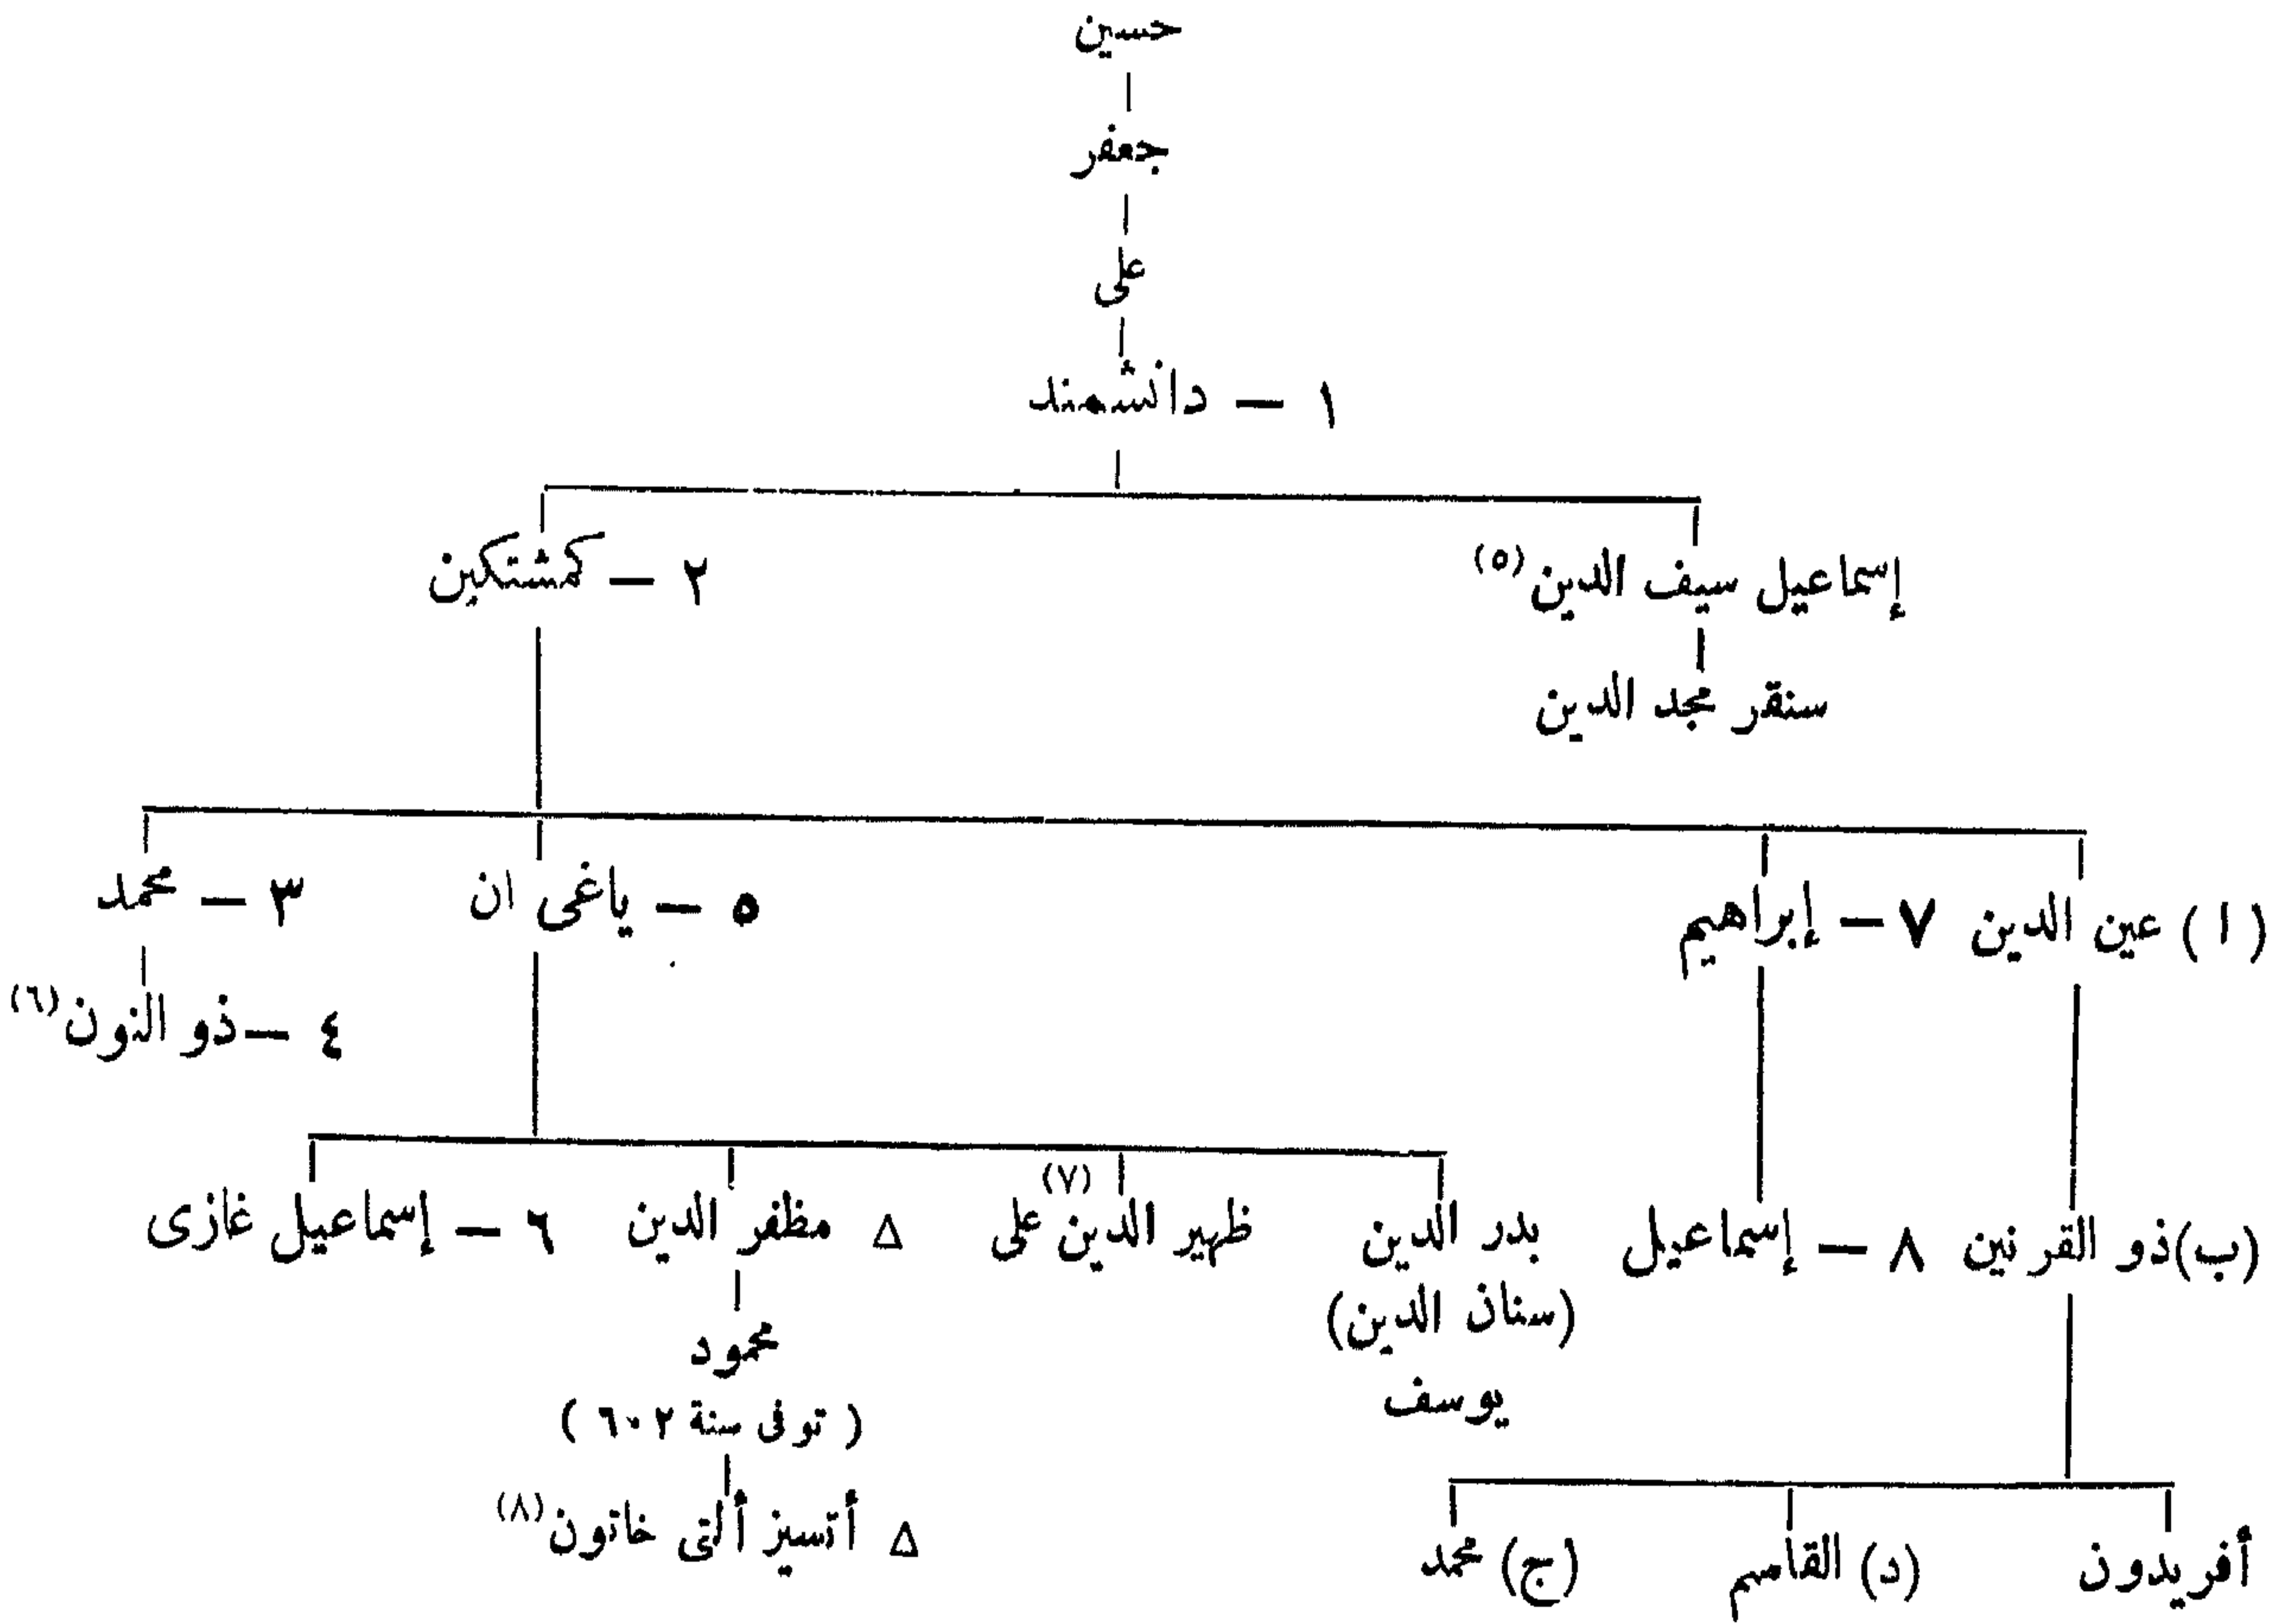 حسين
جعفر
على
١ — دانشمند
إسماعيل سيف الدين (٥)
٢ — كمشتكين
سنقر مجد الدين
(ا) عين الدين
٧ — إبراهيم
٥ — ياغى ان
٣ — محمد
٤ — ذو النون (٦)
(ب) ذو القرنين
٨ — إسماعيل
بدر الدين
(سنان الدين)
يوسف
ظهير الدين على (٧)
Δ مظفر الدين
٦ — إسماعيل غازى
محمود
( توفى سنة ٦٠٢ )
Δ أتسيز ألتى خاتون (٨)
أفريدون
(د) القاسم
(ج) محمد